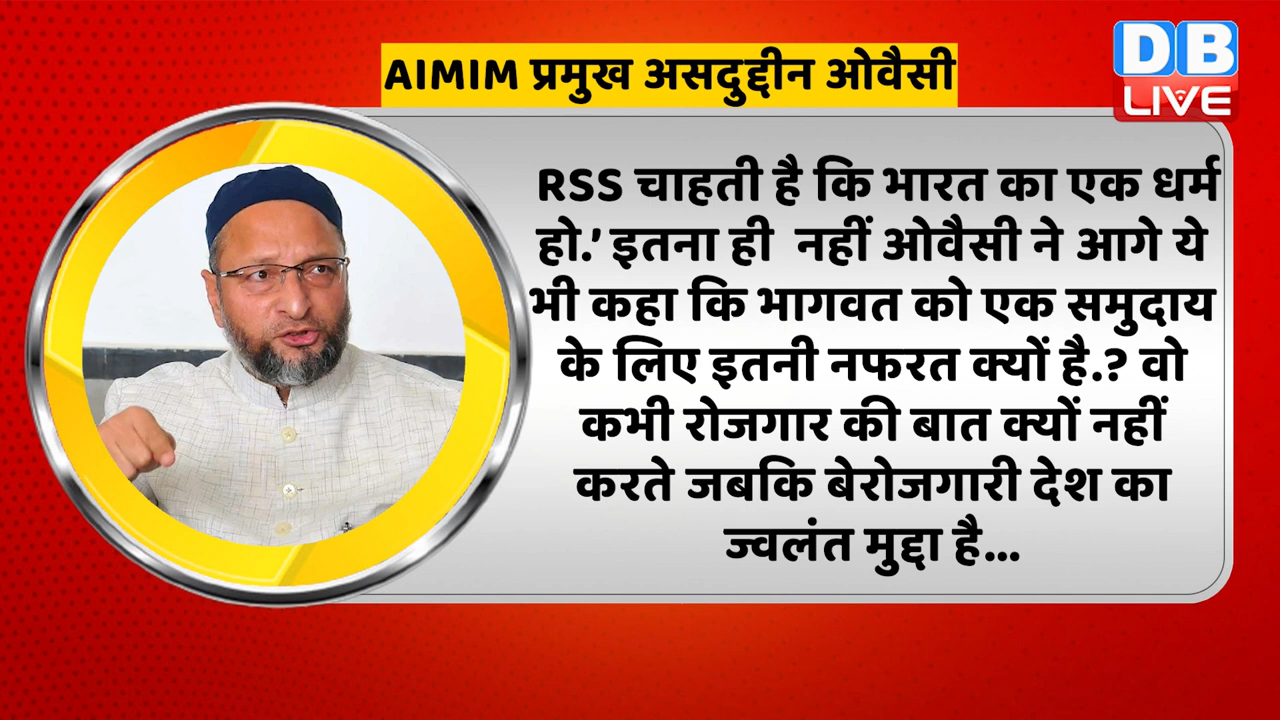 AIMIM प्रमुख असदुद्दीन ओवैसी
DB
LIVE
RSS चाहती है कि भारत का एक धर्म
हो.’ इतना ही नहीं ओवैसी ने आगे ये
भी कहा कि भागवत को एक समुदाय
के लिए इतनी नफरत क्यों है.? वो
कभी रोजगार की बात क्यों नहीं
करते जबकि बेरोजगारी देश का
ज्वलंत मुद्दा है...